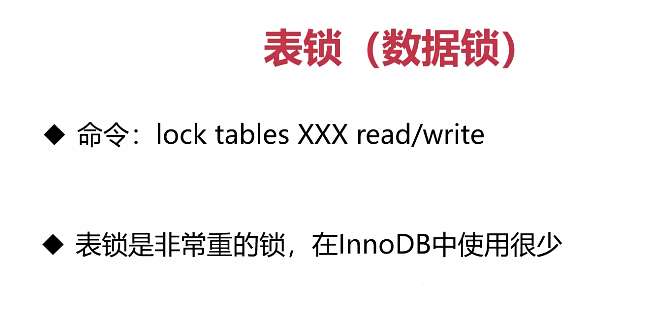 表锁（数据锁）
◆ 命令：lock tables XXX read/write
◆ 表锁是非常重的锁，在InnoDB中使用很少